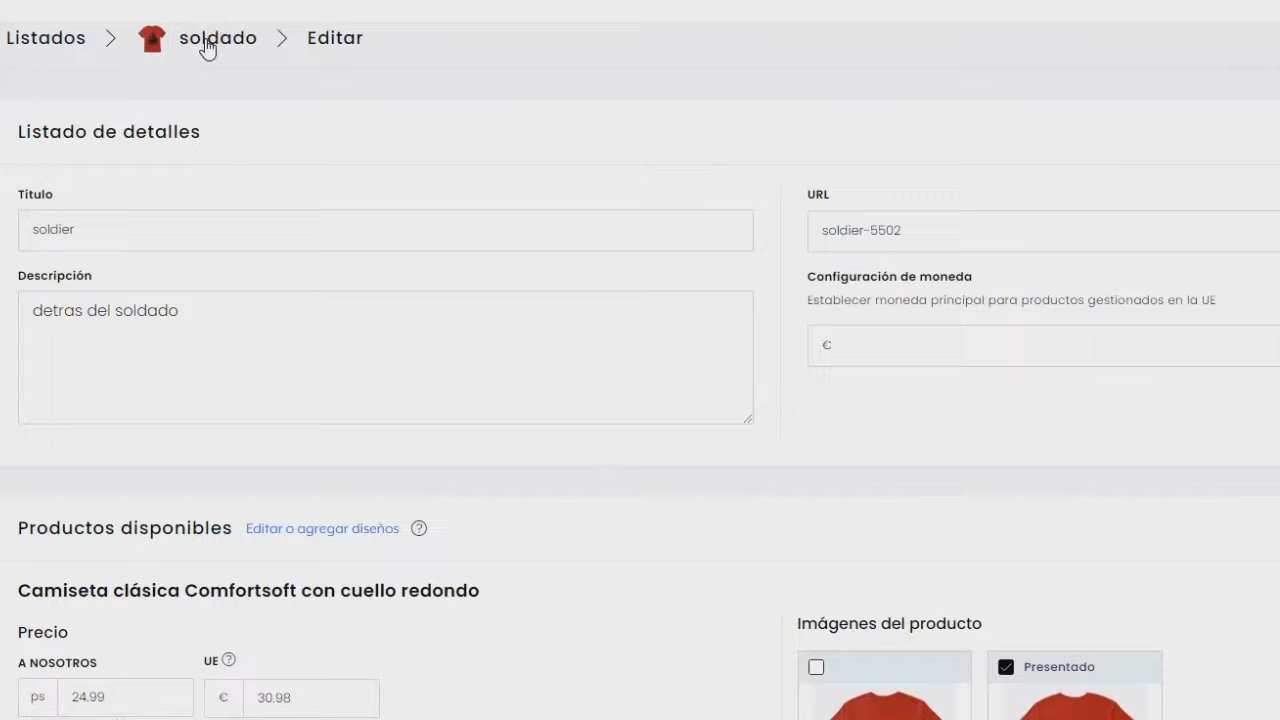 Listados > soldado > Editar
Listado de detalles
Título
soldier
URL
soldier-5502
Descripción
detras del soldado
Configuración de moneda
Establecer moneda principal para productos gestionados en la UE
€
Productos disponibles Editar o agregar diseños ?
Camiseta clásica Comfortsoft con cuello redondo
Precio
A NOSOTROS UE ?
ps 24.99 € 30.98
Imágenes del producto
Presentado